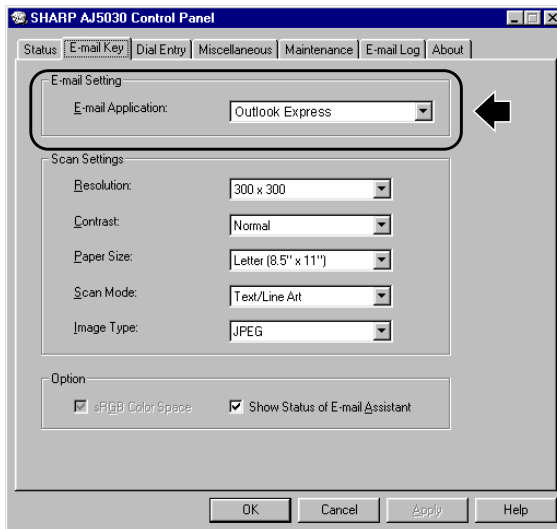 SHARP AJ5030 Control Panel
Status E-mail Key Dial Entry Miscellaneous Maintenance E-mail Log About
E-mail Setting
E-mail Application: Outlook Express
Scan Settings
Resolution: 300 x 300
Contrast: Normal
Paper Size: Letter (8.5" x 11")
Scan Mode: Text/Line Art
Image Type: JPEG
Option
sRGB Color Space Show Status of E-mail Assistant
OK Cancel Apply Help